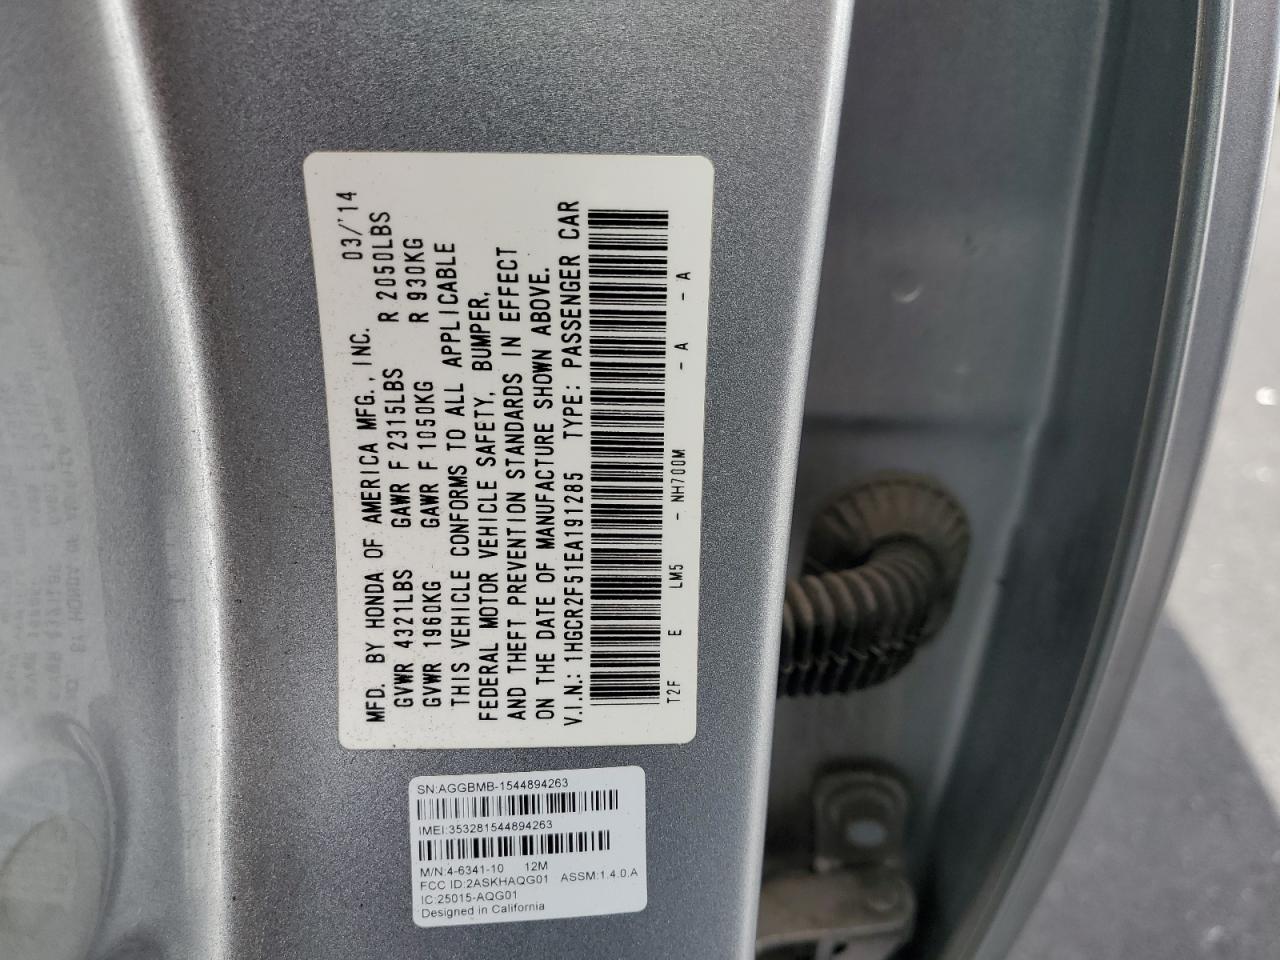 MFD. BY HONDA OF AMERICA MFG., INC. 03/'14
GVWR 4321LBS GAWR F 2315LBS R 2050LBS
GVWR 1960KG GAWR F 1050KG R 930KG
THIS VEHICLE CONFORMS TO ALL APPLICABLE
FEDERAL MOTOR VEHICLE SAFETY, BUMPER,
AND THEFT PREVENTION STANDARDS IN EFFECT
ON THE DATE OF MANUFACTURE SHOWN ABOVE.
V.I.N.: 1HGCR2F51EA191285 TYPE: PASSENGER CAR
T2F E LM5 - NH700M - A - A
SN:AGGBMB-1544894263
IMEI:353281544894263
M/N:4-6341-10 12M
FCC ID:2ASKHAQG01 ASSM:1.4.0.A
IC:25015-AQG01
Designed in California